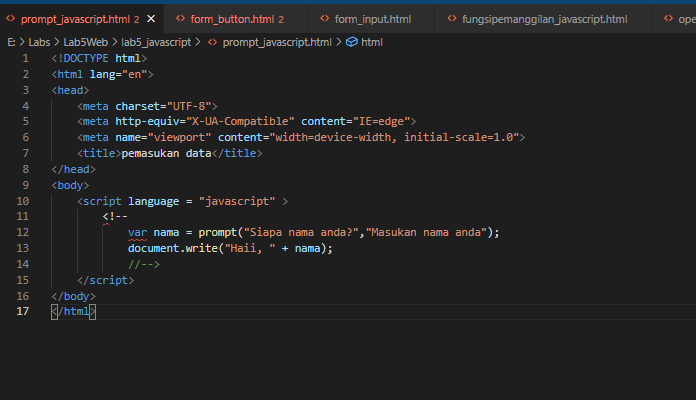 prompt_javascript.html 2 × form_button.html 2 form_input.html fungsipemanggilan_javascript.html ope
E: > Labs > Lab5Web > lab5_javascript > prompt_javascript.html > html
1 <!DOCTYPE html>
2 <html lang="en">
3 <head>
4 <meta charset="UTF-8">
5 <meta http-equiv="X-UA-Compatible" content="IE=edge">
6 <meta name="viewport" content="width=device-width, initial-scale=1.0">
7 <title>pemasukan data</title>
8 </head>
9 <body>
10 <script language = "javascript" >
11 <!--
12 var nama = prompt("Siapa nama anda?","Masukan nama anda");
13 document.write("Haii, " + nama);
14 //-->
15 </script>
16 </body>
17 </html>